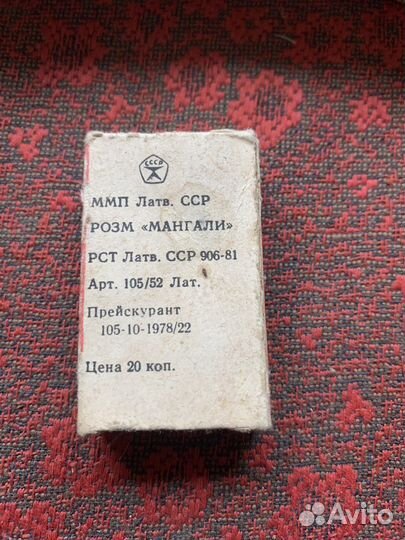 СССР
ММП Латв. ССР
РОЗМ «МАНГАЛИ»
РСТ Латв. ССР 906-81
Арт. 105/52 Лат.
Прейскурант
105-10-1978/22
Цена 20 коп.
Avito